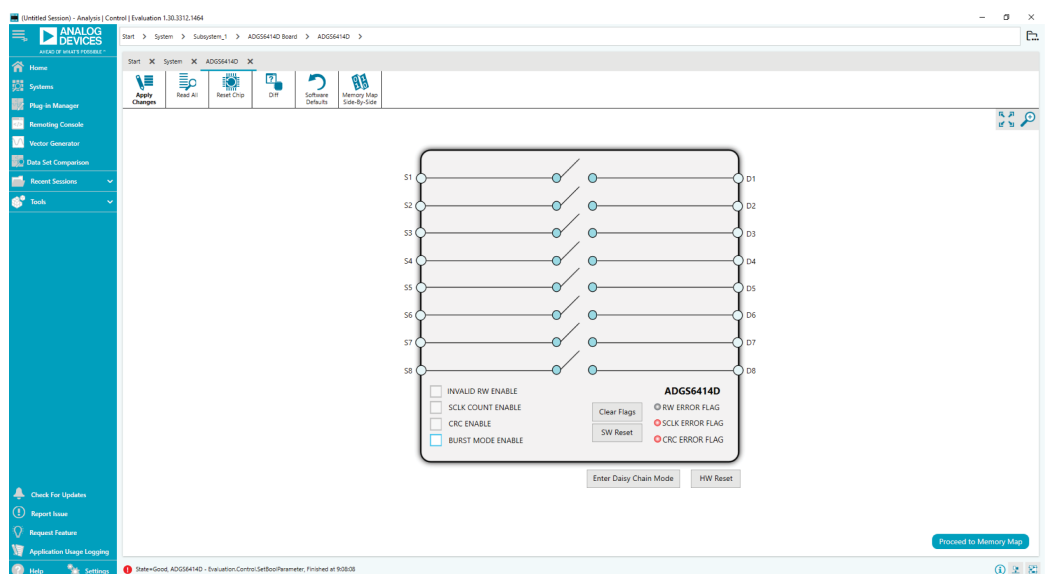 (Untitled Session) - Analysis | Control | Evaluation 1.30.3312.1464
ANALOG
DEVICES
AHEAD OF WHAT'S POSSIBLE™
Start > System > Subsystem_1 > ADGS6414D Board > ADGS6414D >
Home
Systems
Plug-in Manager
Remoting Console
Vector Generator
Data Set Comparison
Recent Sessions
Tools
Start X System X ADGS6414D X
Apply
Changes
Read All
Reset Chip
Diff
Software
Defaults
Memory Map
Side-By-Side
S1 D1
S2 D2
S3 D3
S4 D4
S5 D5
S6 D6
S7 D7
S8 D8
INVALID RW ENABLE
SCLK COUNT ENABLE
CRC ENABLE
BURST MODE ENABLE
Clear Flags
SW Reset
ADGS6414D
RW ERROR FLAG
SCLK ERROR FLAG
CRC ERROR FLAG
Enter Daisy Chain Mode
HW Reset
Proceed to Memory Map
Check For Updates
Report Issue
Request Feature
Application Usage Logging
Help
Settings
State=Good, ADGS6414D - Evaluation.Control.SetBoolParameter, Finished at 9:08:08